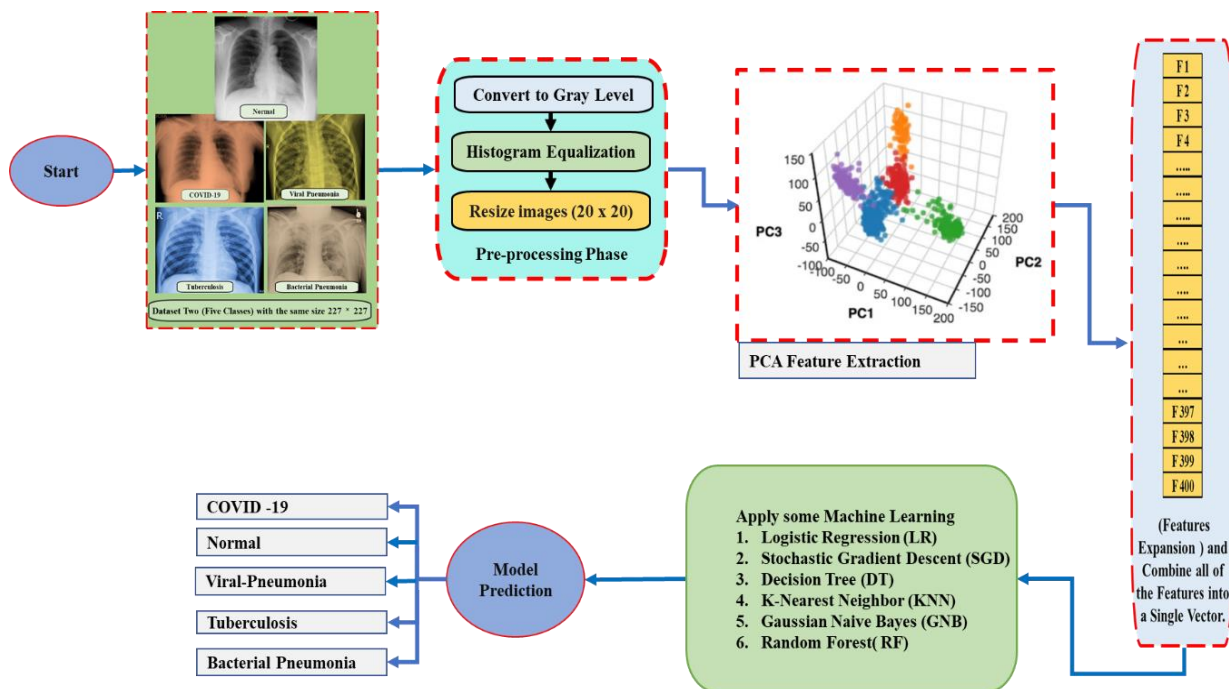 Start
Normal
COVID-19
Viral Pneumonia
R
Tuberculosis
Bacterial Pneumonia
Dataset Two (Five Classes) with the same size 227 * 227
Convert to Gray Level
Histogram Equalization
Resize images (20 x 20)
Pre-processing Phase
150
100
50
0
-50
-100
PC3
-100
-50
0
50
100
150
200
PC1
200
150
100
50
0
-50
-100
PC2
PCA Feature Extraction
F1
F2
F3
F4
.....
.....
.....
....
....
....
....
...
...
...
F397
F398
F399
F400
(Features
Expansion ) and
Combine all of
the Features into
a Single Vector.
Apply some Machine Learning
1. Logistic Regression (LR)
2. Stochastic Gradient Descent (SGD)
3. Decision Tree (DT)
4. K-Nearest Neighbor (KNN)
5. Gaussian Naive Bayes (GNB)
6. Random Forest( RF)
Model
Prediction
COVID -19
Normal
Viral-Pneumonia
Tuberculosis
Bacterial Pneumonia